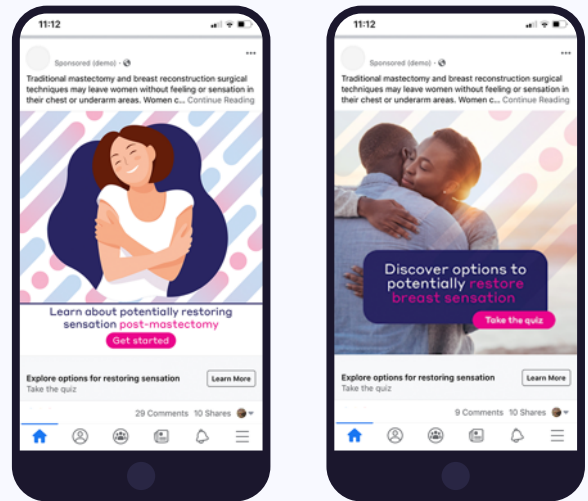 11:12
Sponsored (demo) ·
Traditional mastectomy and breast reconstruction surgical
techniques may leave women without feeling or sensation in
their chest or underarm areas. Women c... Continue Reading
Learn about potentially restoring
sensation post-mastectomy
Get started
Explore options for restoring sensation
Learn More
Take the quiz
29 Comments 10 Shares
11:12
Sponsored (demo) ·
Traditional mastectomy and breast reconstruction surgical
techniques may leave women without feeling or sensation in
their chest or underarm areas. Women c... Continue Reading
Discover options to
potentially restore
breast sensation
Take the quiz
Explore options for restoring sensation
Learn More
Take the quiz
9 Comments 10 Shares